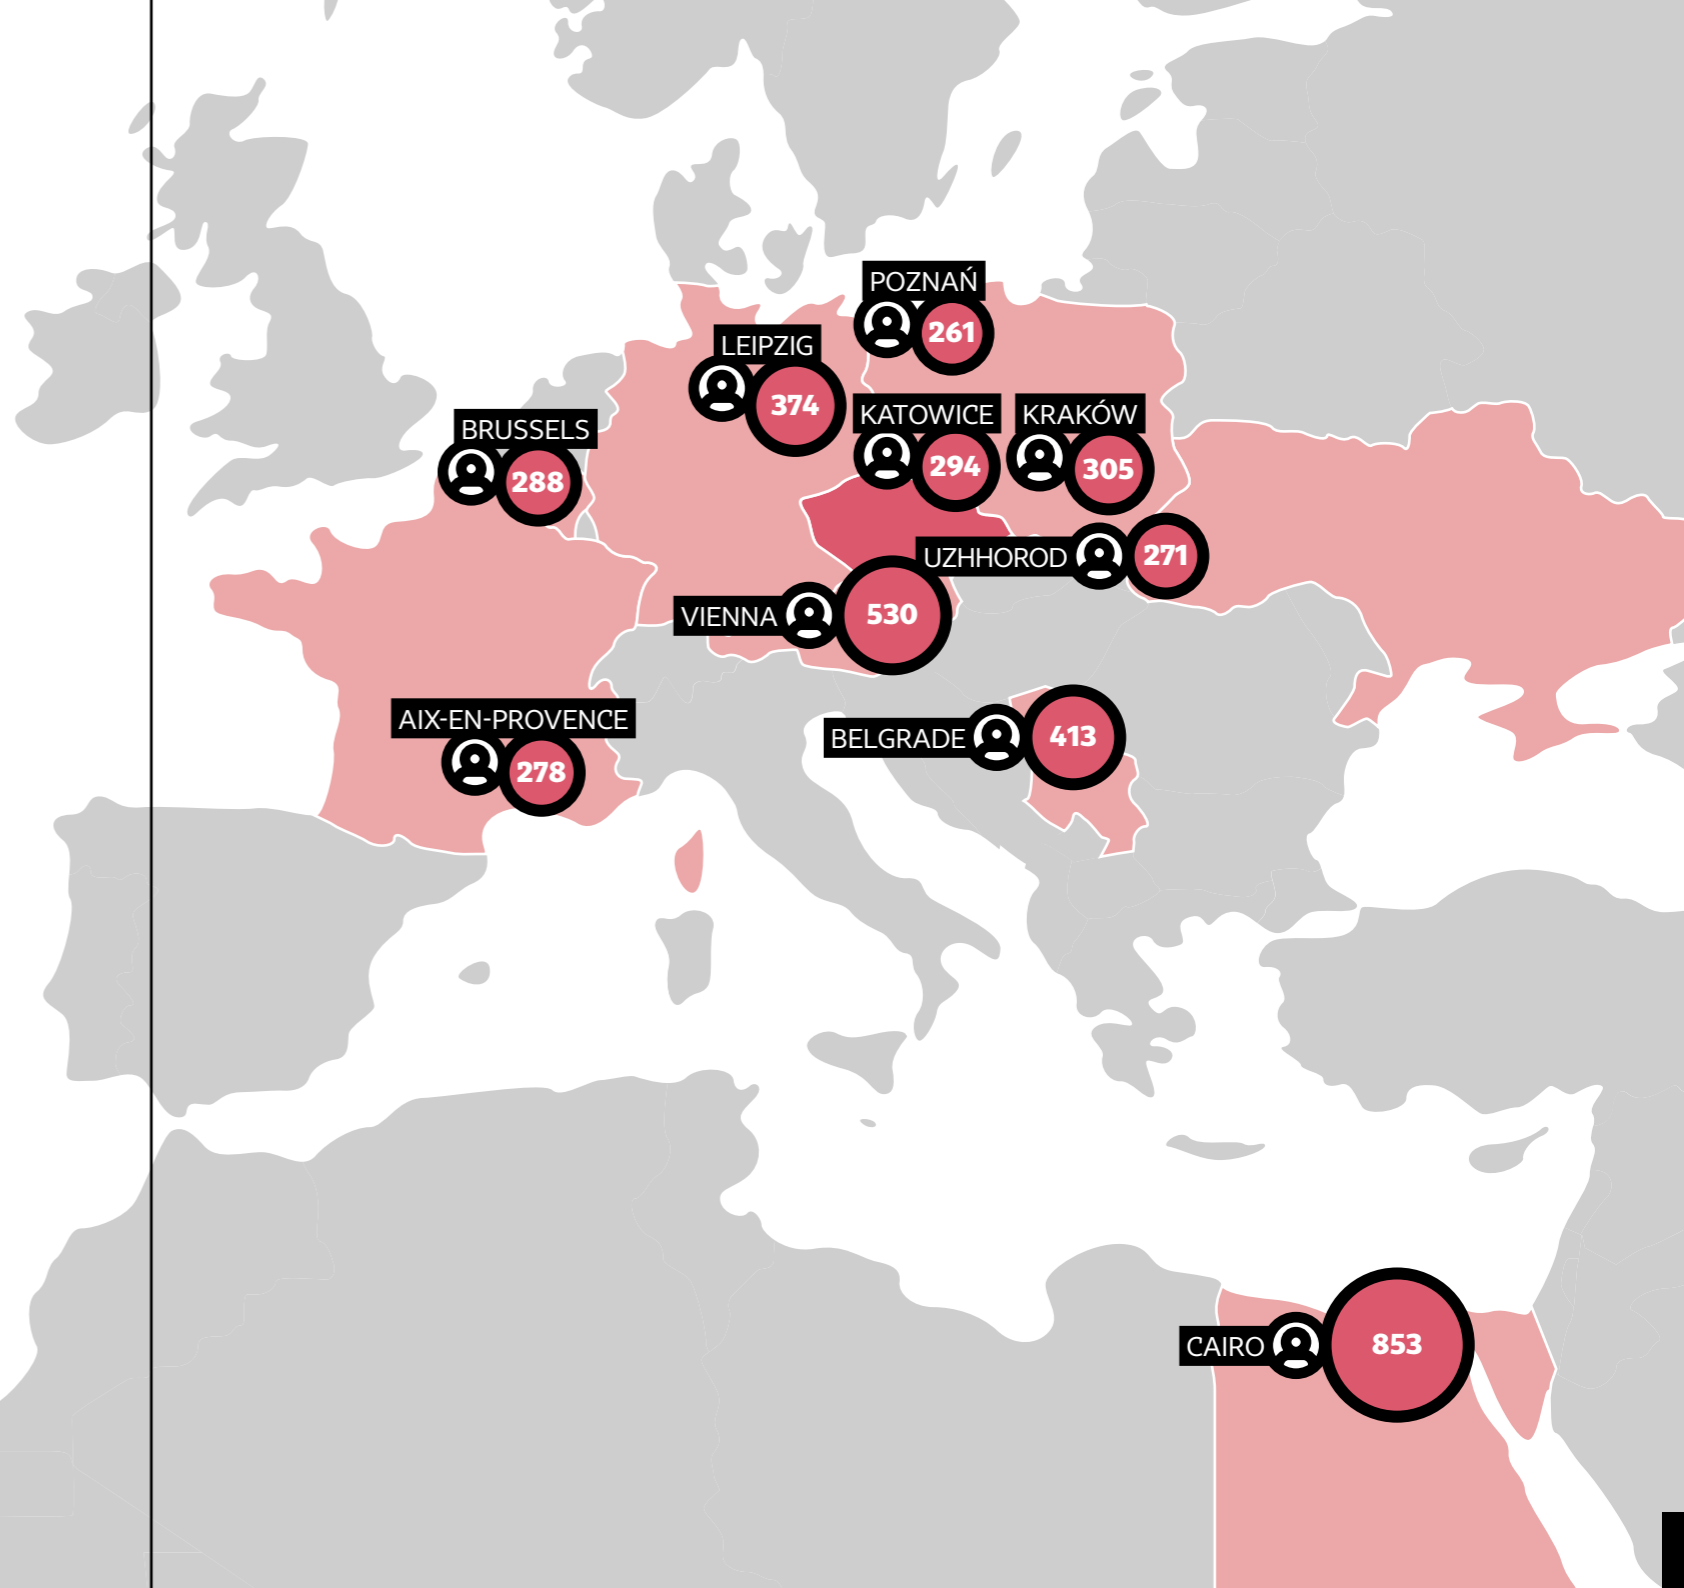 POZNAŃ
261
LEIPZIG
374
KATOWICE
294
KRAKÓW
305
BRUSSELS
288
UZHHOROD
271
VIENNA
530
AIX-EN-PROVENCE
278
BELGRADE
413
CAIRO
853